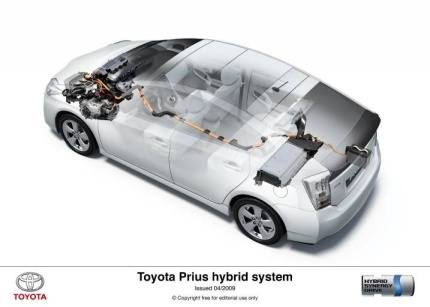 Toyota Prius hybrid system
Issued 04/2009
© Copyright free for editorial use only
TOYOTA
HYBRID
SYNERGY
DRIVE